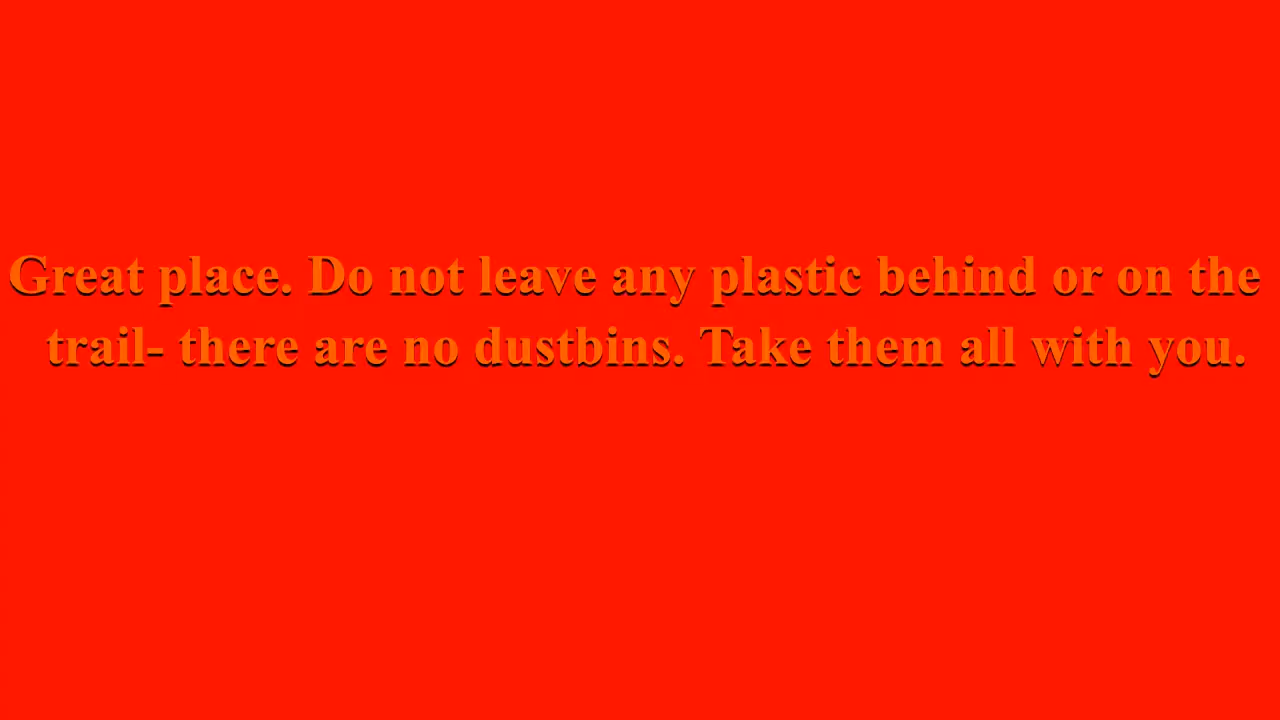 Great place. Do not leave any plastic behind or on the
trail- there are no dustbins. Take them all with you.